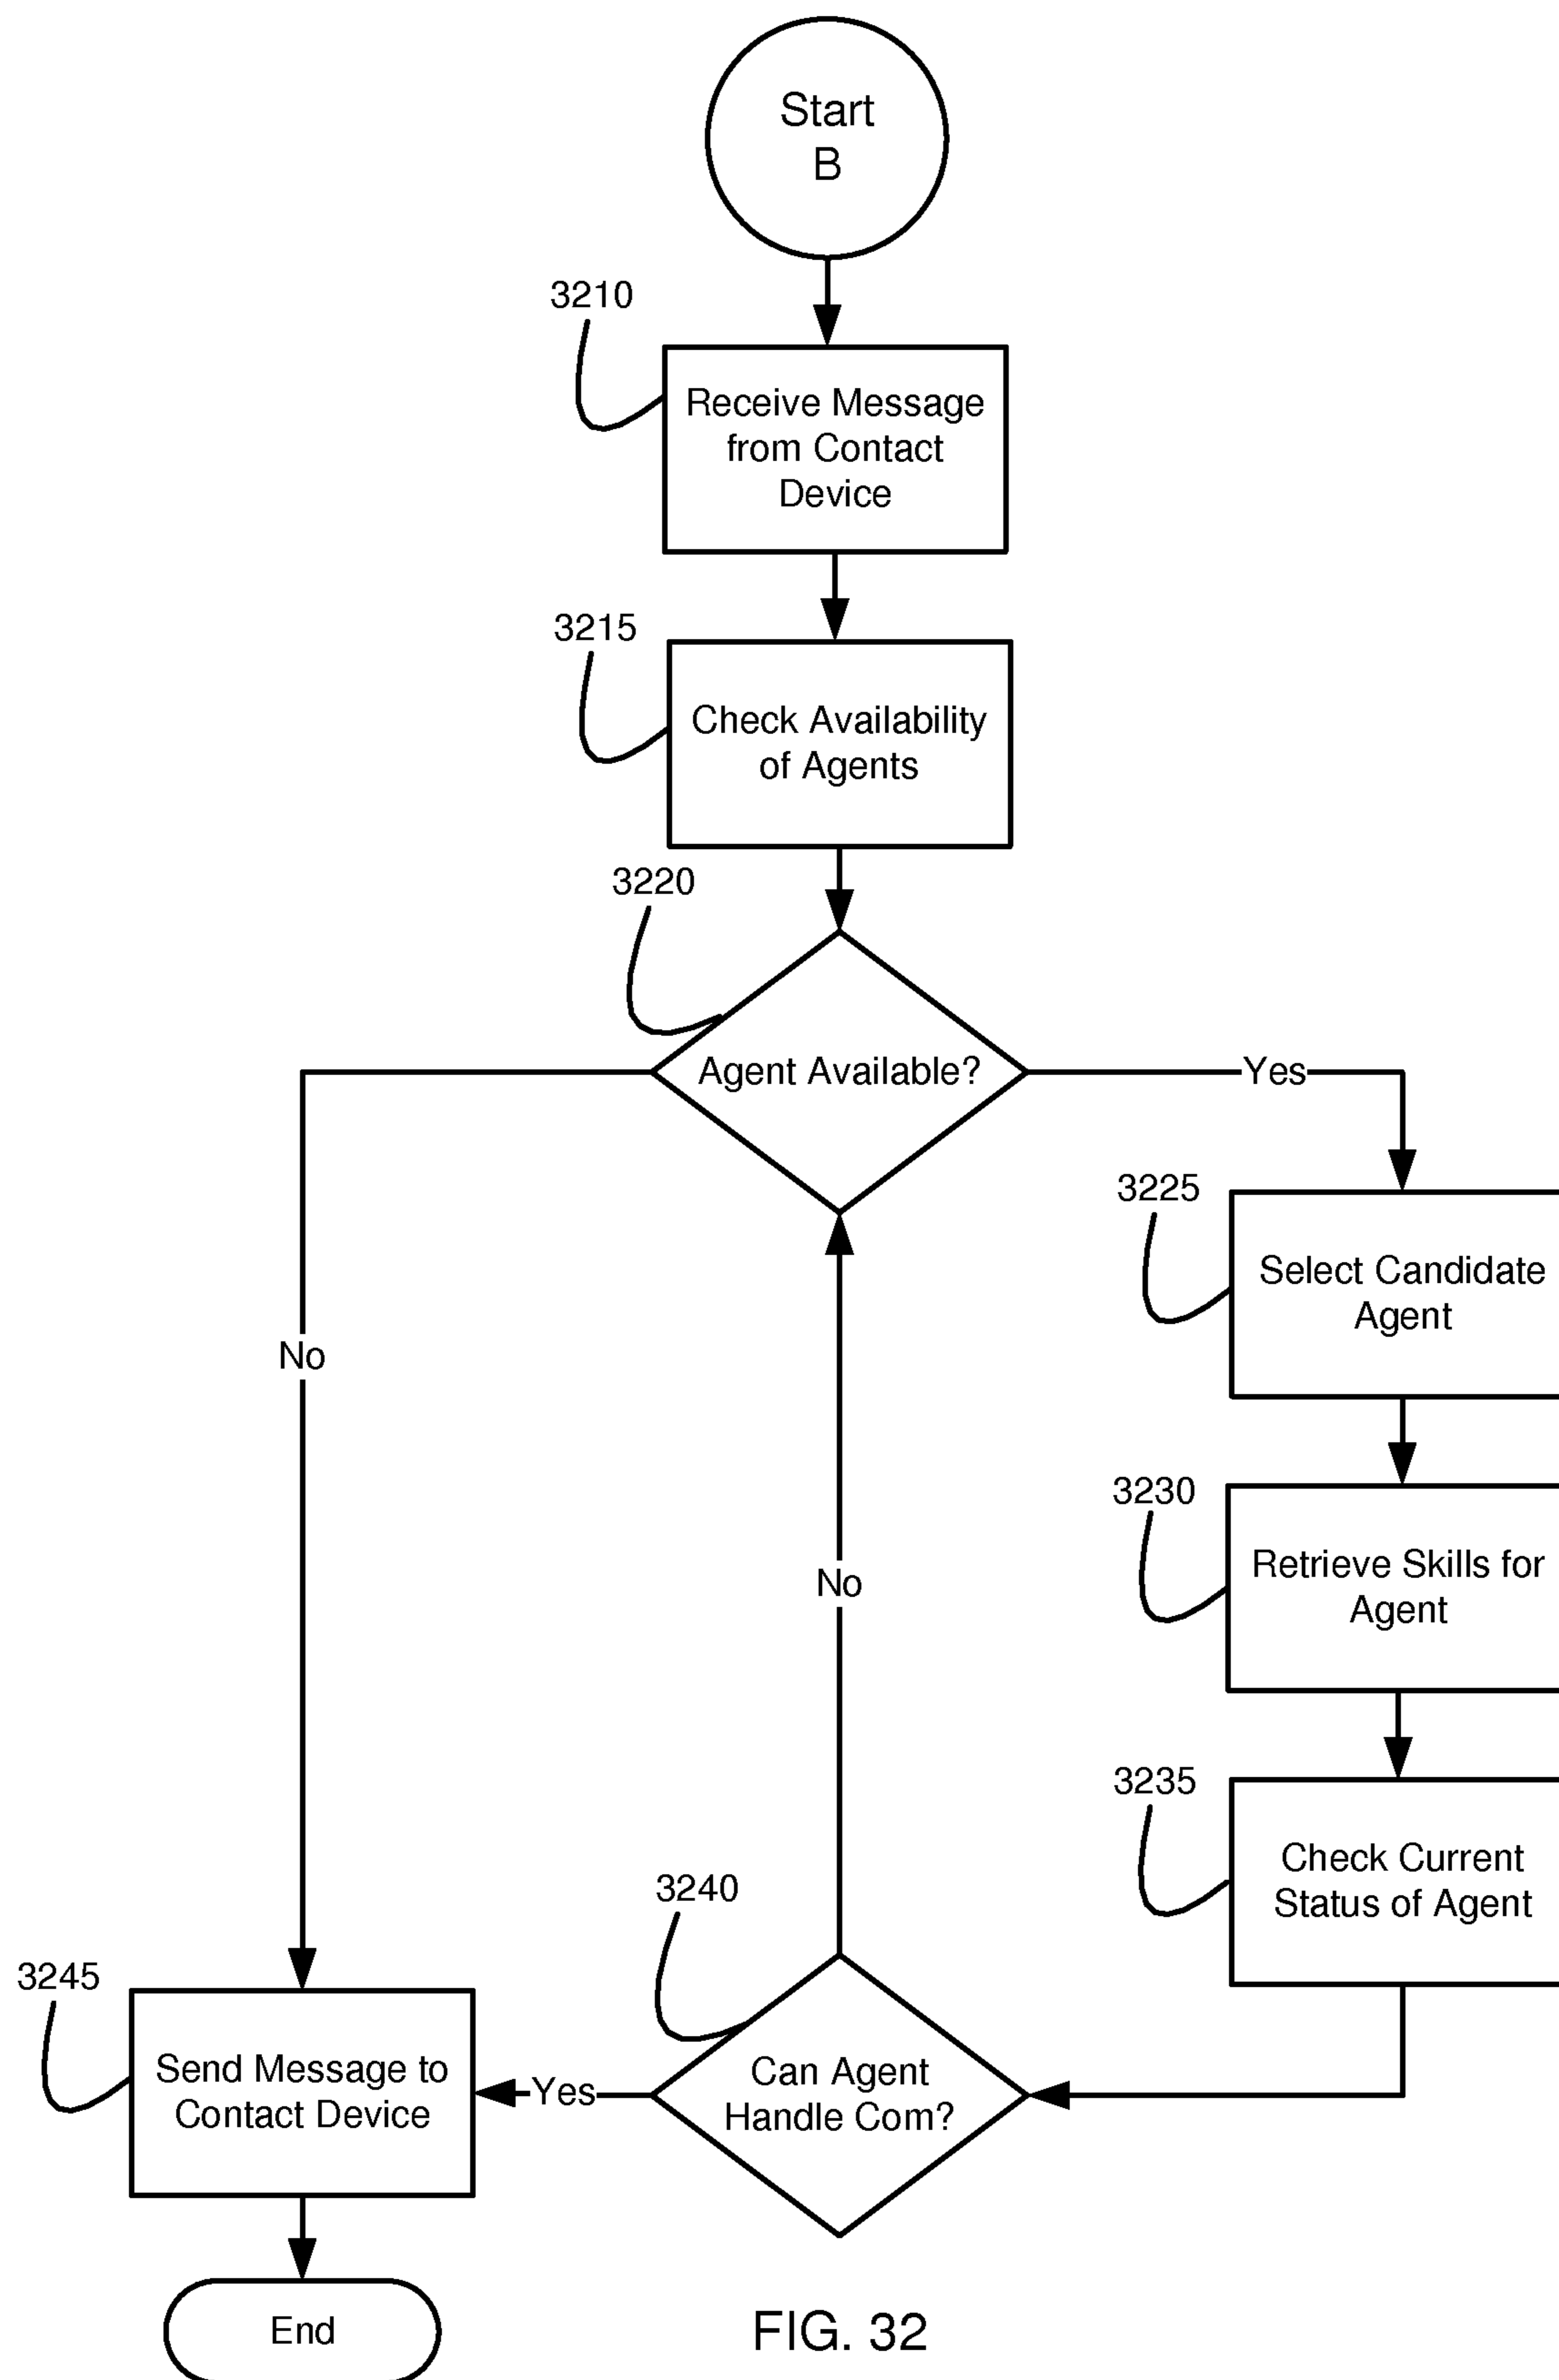 Start
B
3210
Receive Message
from Contact
Device
3215
Check Availability
of Agents
3220
Agent Available?
Yes
3225
Select Candidate
Agent
No
3230
Retrieve Skills for
Agent
No
3235
Check Current
Status of Agent
3240
3245
Send Message to
Contact Device
Yes
Can Agent
Handle Com?
End
FIG. 32